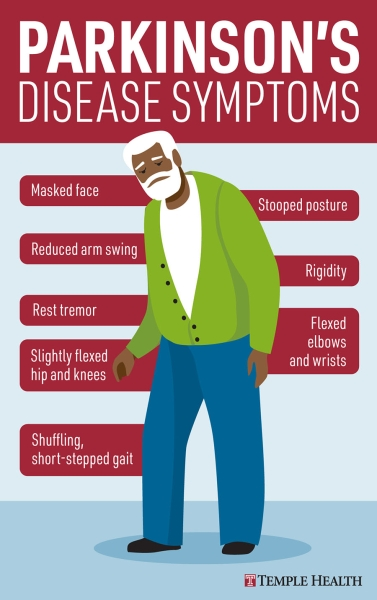 PARKINSON'S
DISEASE SYMPTOMS
Masked face
Stooped posture
Reduced arm swing
Rigidity
Rest tremor
Flexed
elbows
and wrists
Slightly flexed
hip and knees
Shuffling,
short-stepped gait
T TEMPLE HEALTH